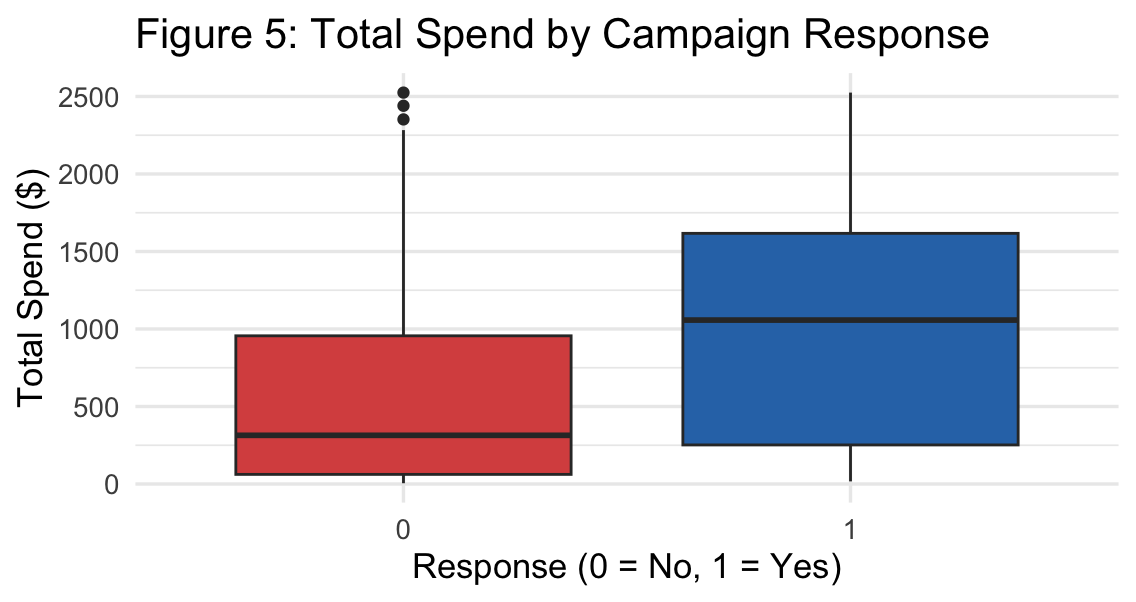 Figure 5: Total Spend by Campaign Response
Total Spend ($)
2500
2000
1500
1000
500
0
0 1
Response (0 = No, 1 = Yes)